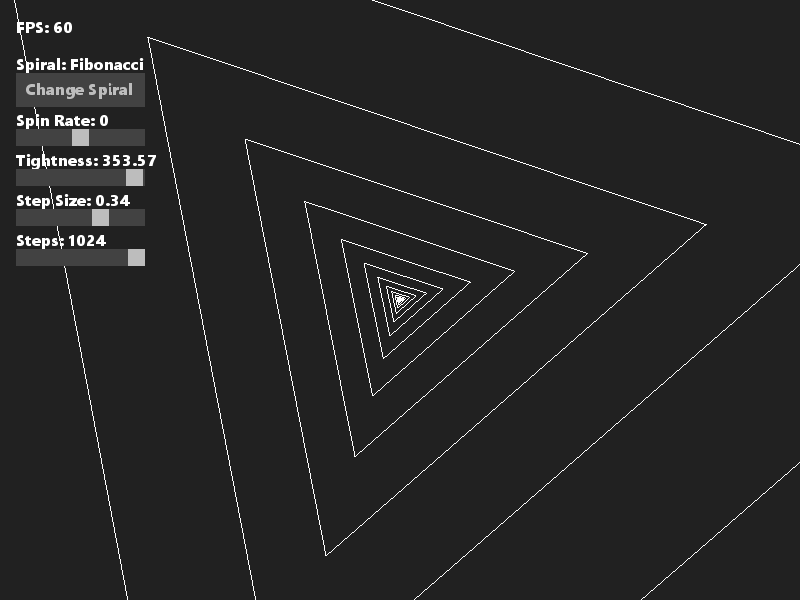 FPS: 60
Spiral: Fibonacci
Change Spiral
Spin Rate: 0
Tightness: 353.57
Step Size: 0.34
Steps: 1024